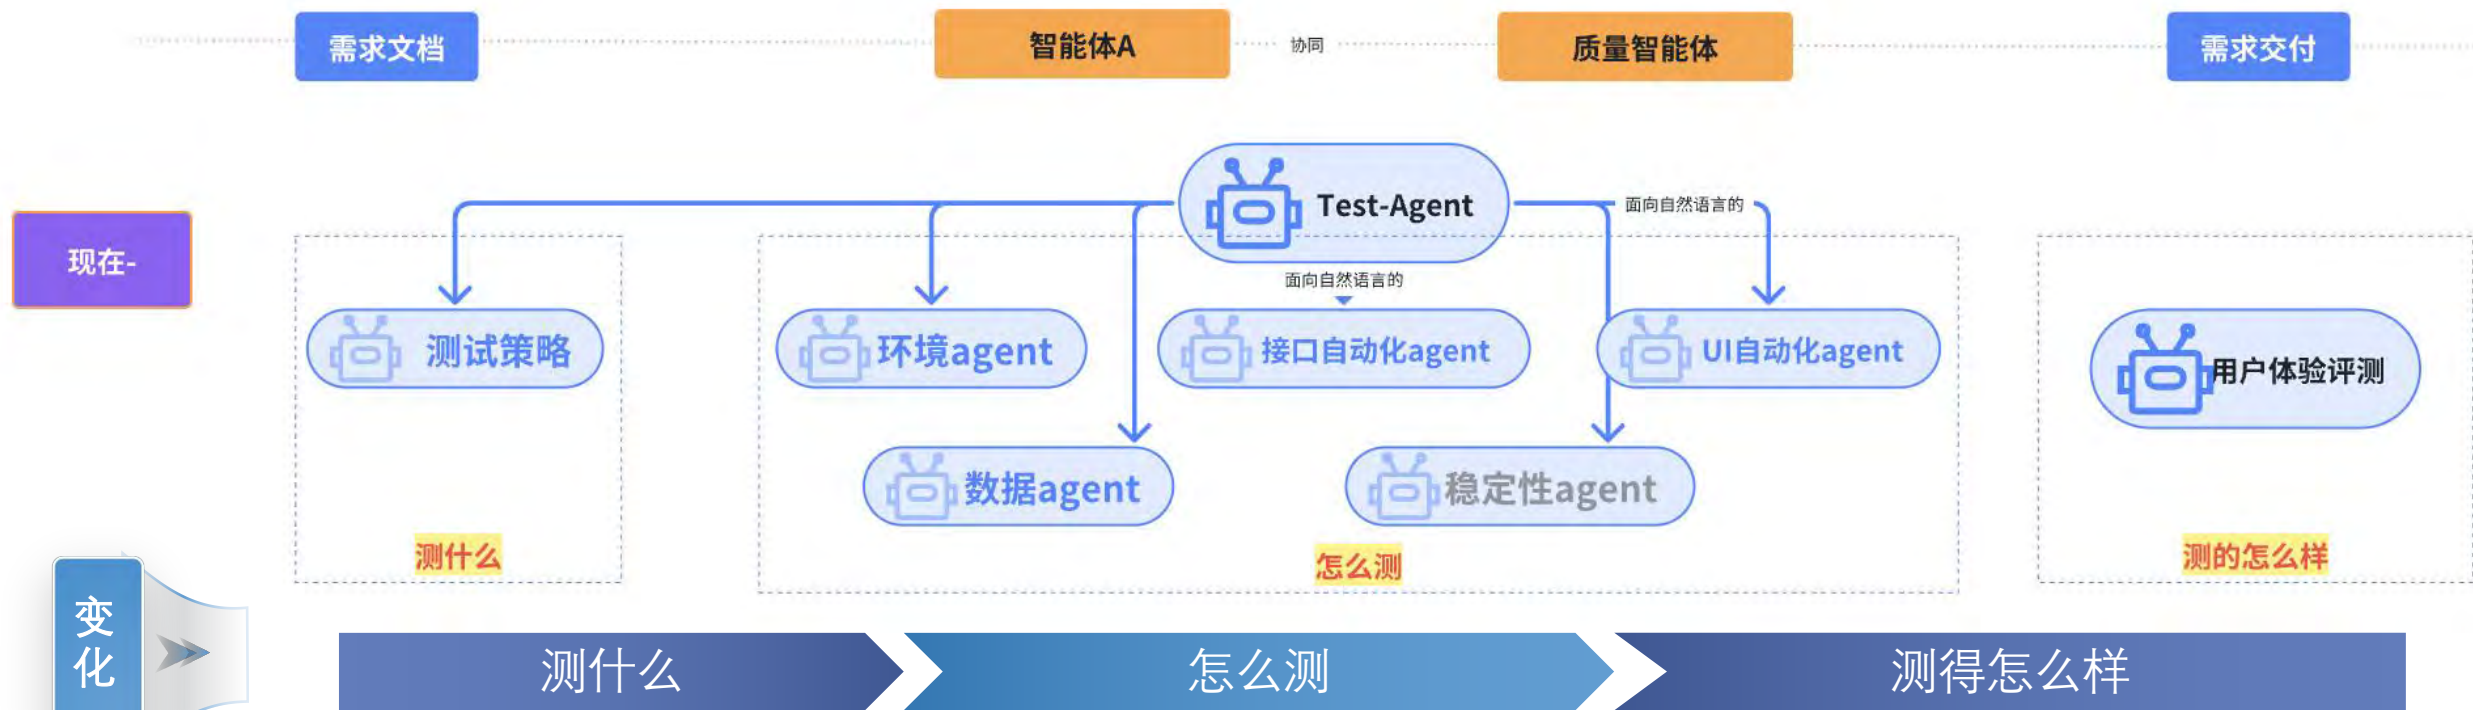 需求文档
智能体A
协同
质量智能体
需求交付
Test-Agent
面向自然语言的
现在-
面向自然语言的
测试策略
环境agent
接口自动化agent
UI自动化agent
用户体验评测
数据agent
稳定性agent
测什么
怎么测
测的怎么样
变化
测什么
怎么测
测得怎么样